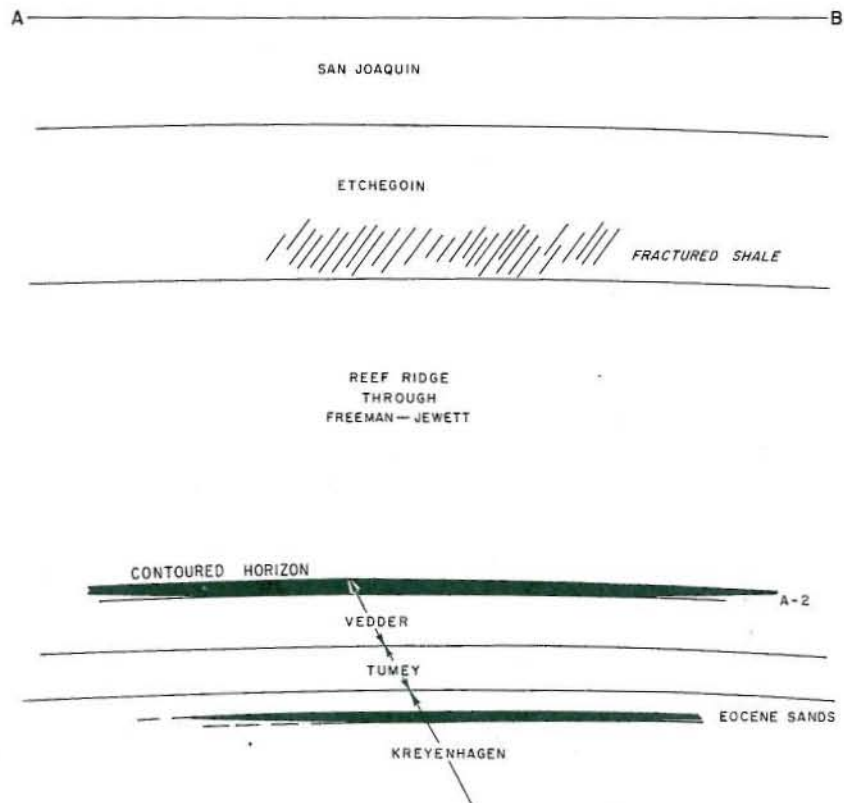 A B
SAN JOAQUIN
ETCHEGOIN
FRACTURED SHALE
REEF RIDGE
THROUGH
FREEMAN—JEWETT
CONTOURED HORIZON
A-2
VEDDER
TUMEY
EOCENE SANDS
KREYENHAGEN